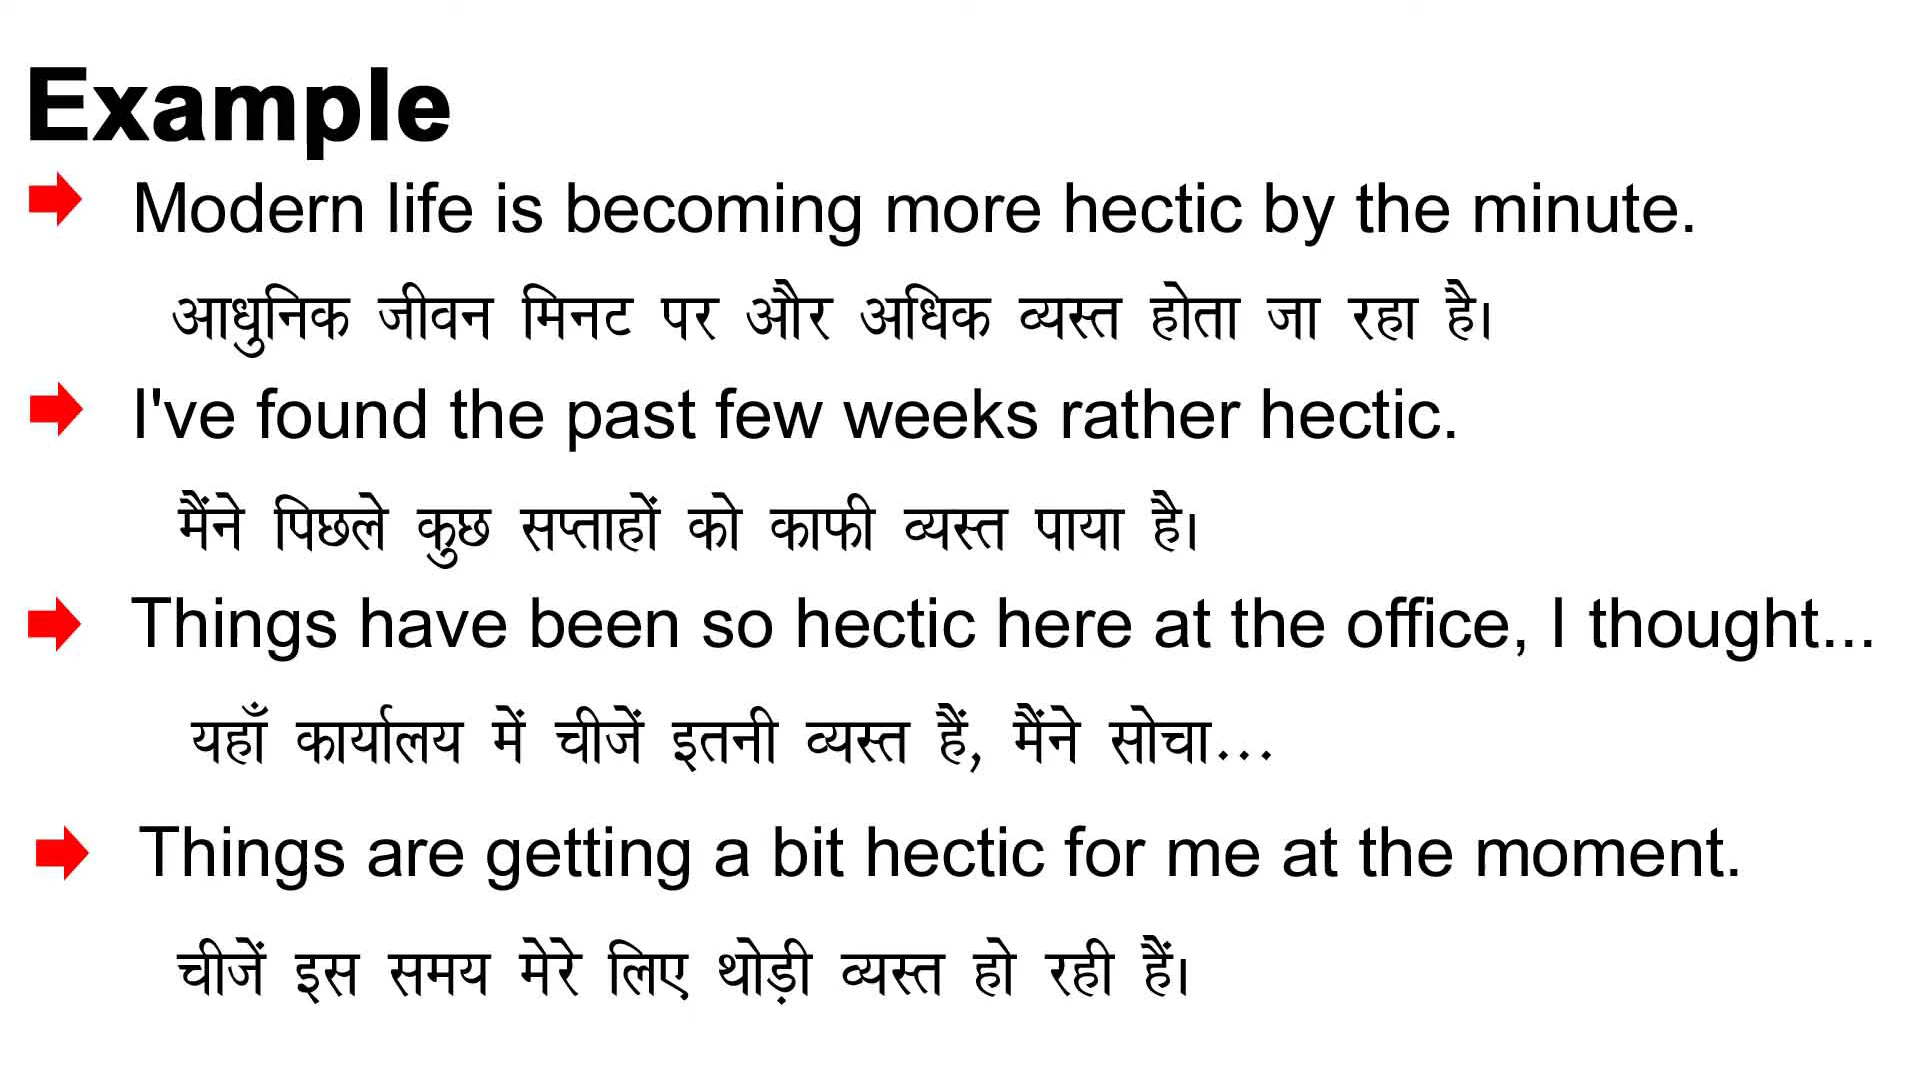 Example
Modern life is becoming more hectic by the minute.
आधुनिक जीवन मिनट पर और अधिक व्यस्त होता जा रहा है।
I've found the past few weeks rather hectic.
मैंने पिछले कुछ सप्ताहों को काफी व्यस्त पाया है।
Things have been so hectic here at the office, I thought...
यहाँ कार्यालय में चीजें इतनी व्यस्त हैं, मैंने सोचा...
Things are getting a bit hectic for me at the moment.
चीजें इस समय मेरे लिए थोड़ी व्यस्त हो रही हैं।